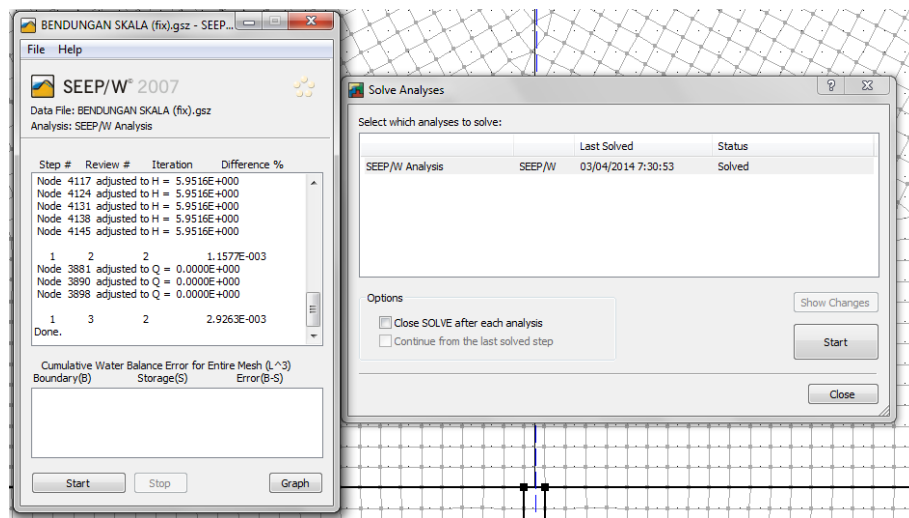 BENDUNGAN SKALA (fix).gsz - SEEP...
File Help
SEEP/W® 2007
Data File: BENDUNGAN SKALA (fix).gsz
Analysis: SEEP/W Analysis
Step # Review # Iteration Difference %
Node 4117 adjusted to H = 5.9516E+000
Node 4124 adjusted to H = 5.9516E+000
Node 4131 adjusted to H = 5.9516E+000
Node 4138 adjusted to H = 5.9516E+000
Node 4145 adjusted to H = 5.9516E+000
1 2 2 1.1577E-003
Node 3881 adjusted to Q = 0.0000E+000
Node 3890 adjusted to Q = 0.0000E+000
Node 3898 adjusted to Q = 0.0000E+000
1 3 2 2.9263E-003
Done.
Cumulative Water Balance Error for Entire Mesh (L^3)
Boundary(B) Storage(S) Error(B-S)
Start Stop Graph
Solve Analyses
Select which analyses to solve:
Last Solved Status
SEEP/W Analysis SEEP/W 03/04/2014 7:30:53 Solved
Options
Close SOLVE after each analysis
Continue from the last solved step
Show Changes
Start
Close